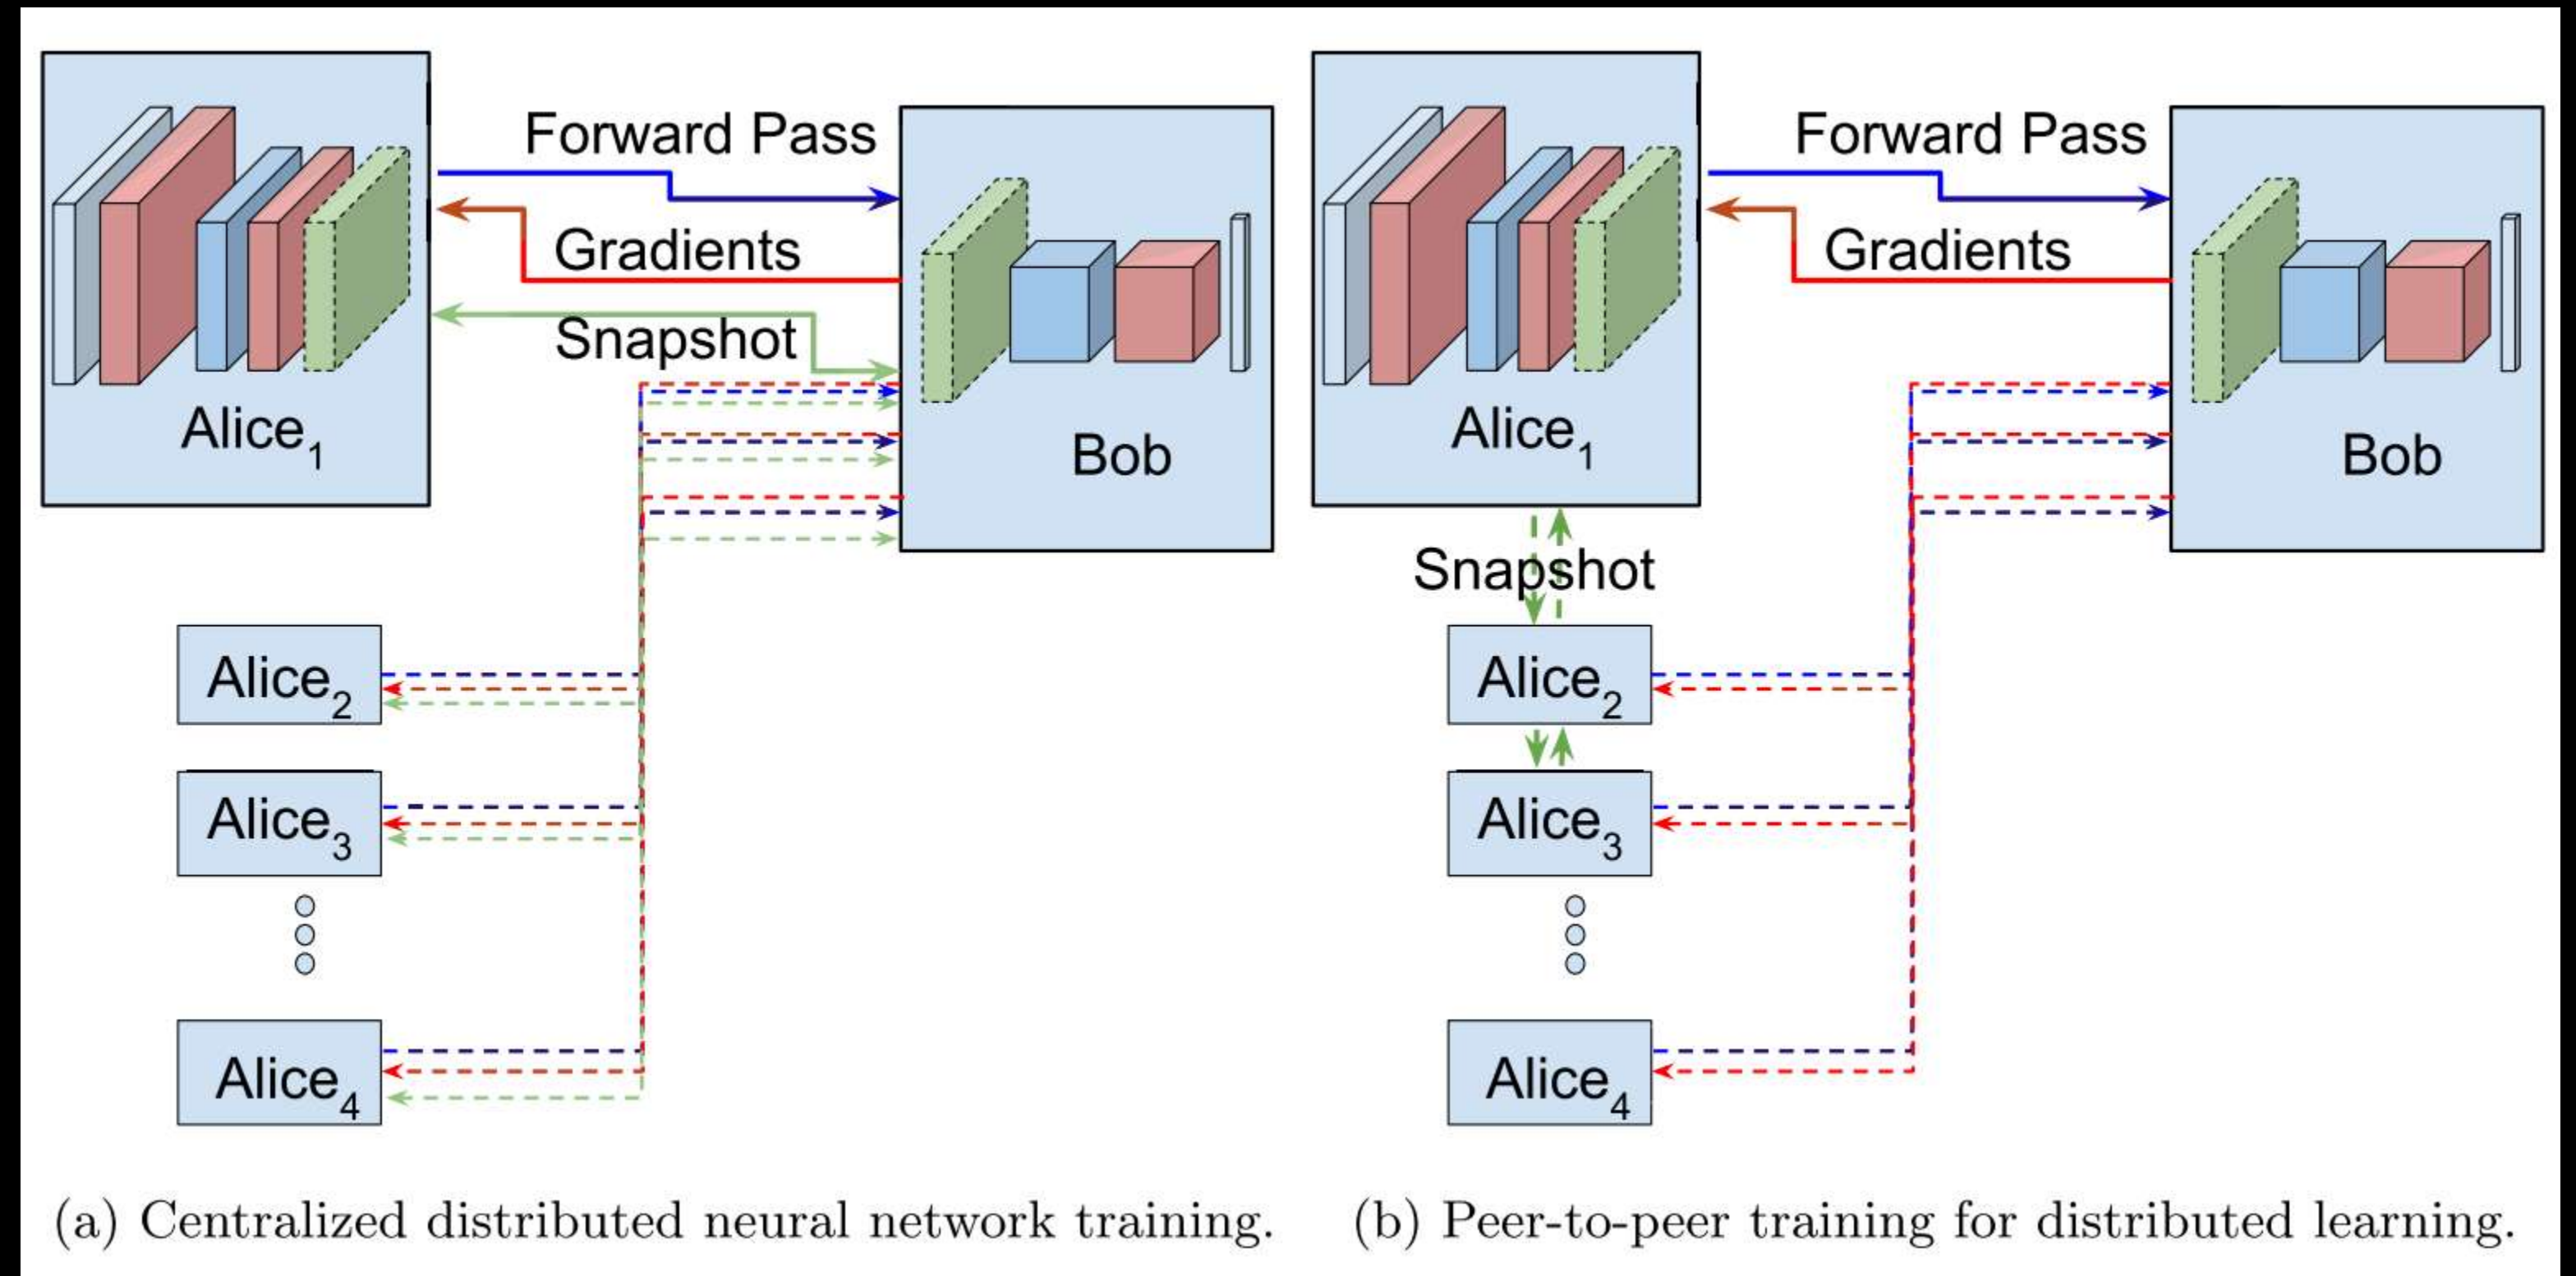 Forward Pass
Gradients
Snapshot
Alice1
Bob
Alice2
Alice3
Alice4
(a) Centralized distributed neural network training.
Forward Pass
Gradients
Alice1
Bob
Snapshot
Alice2
Alice3
Alice4
(b) Peer-to-peer training for distributed learning.